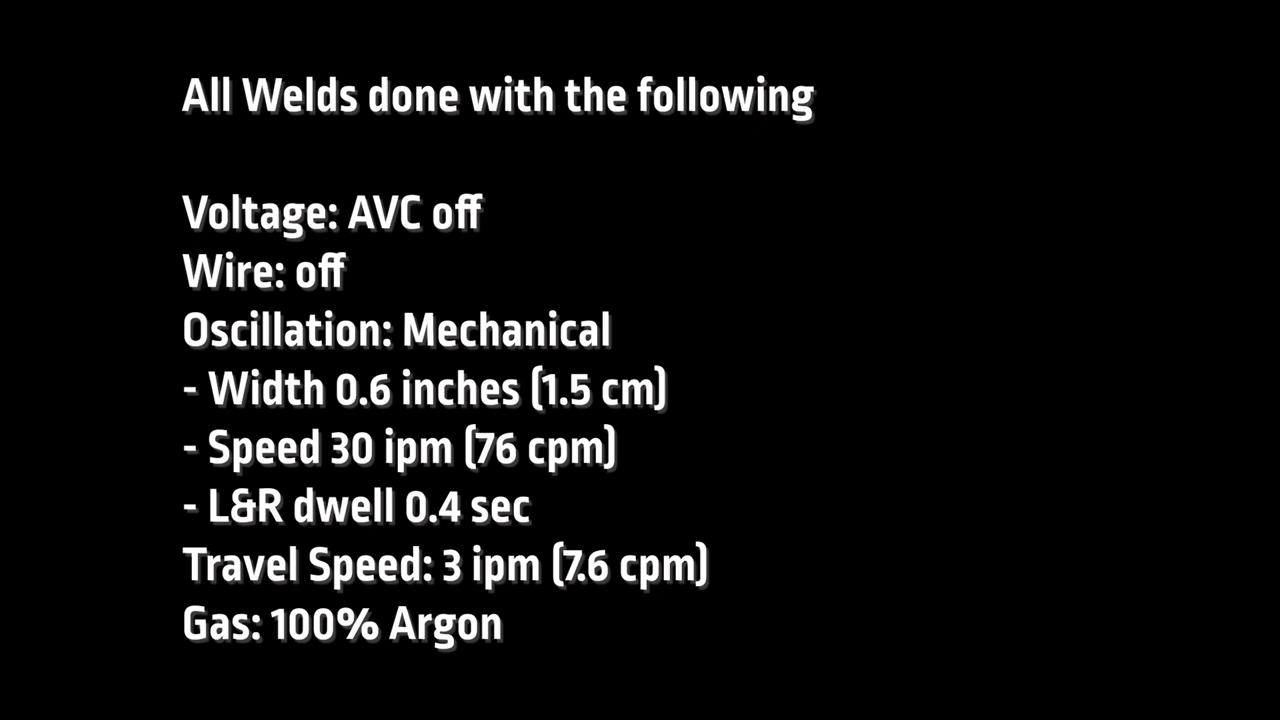 All Welds done with the following
Voltage: AVC off
Wire: off
Oscillation: Mechanical
- Width 0.6 inches (1.5 cm)
- Speed 30 ipm (76 cpm)
- L&R dwell 0.4 sec
Travel Speed: 3 ipm (7.6 cpm)
Gas: 100% Argon